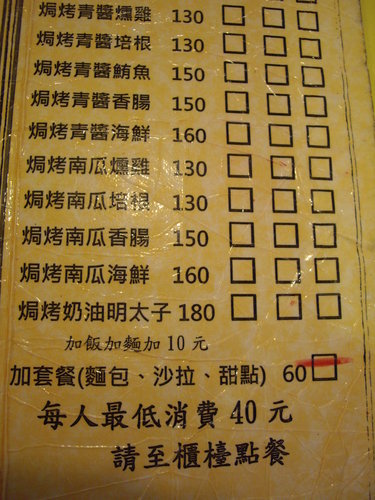 焗烤青醬燻雞 130
焗烤青醬培根 130
焗烤青醬鮪魚 150
焗烤青醬香腸 150
焗烤青醬海鮮 160
焗烤南瓜燻雞 130
焗烤南瓜培根 130
焗烤南瓜香腸 150
焗烤南瓜海鮮 160
焗烤奶油明太子 180
加飯加麵加 10 元
加套餐(麵包、沙拉、甜點) 60
每人最低消費 40 元
請至櫃檯點餐